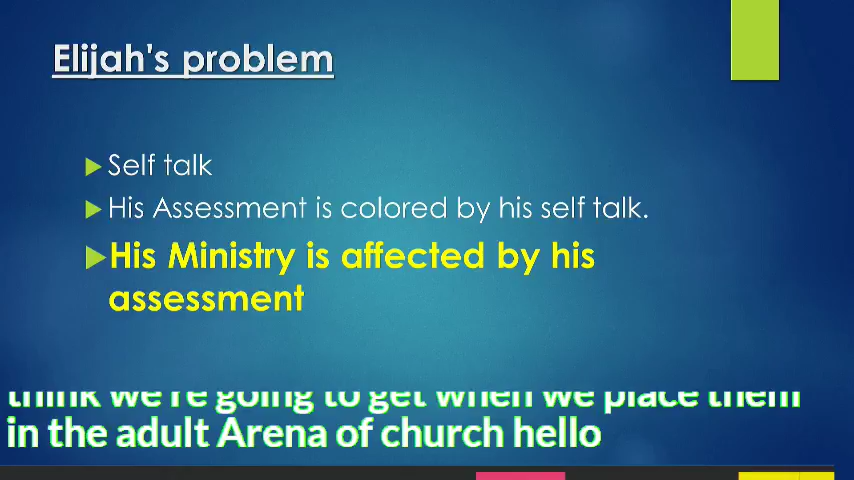 Elijah's problem
Self talk
His Assessment is colored by his self talk.
His Ministry is affected by his
assessment
think we're going to get when we place them
in the adult Arena of church hello